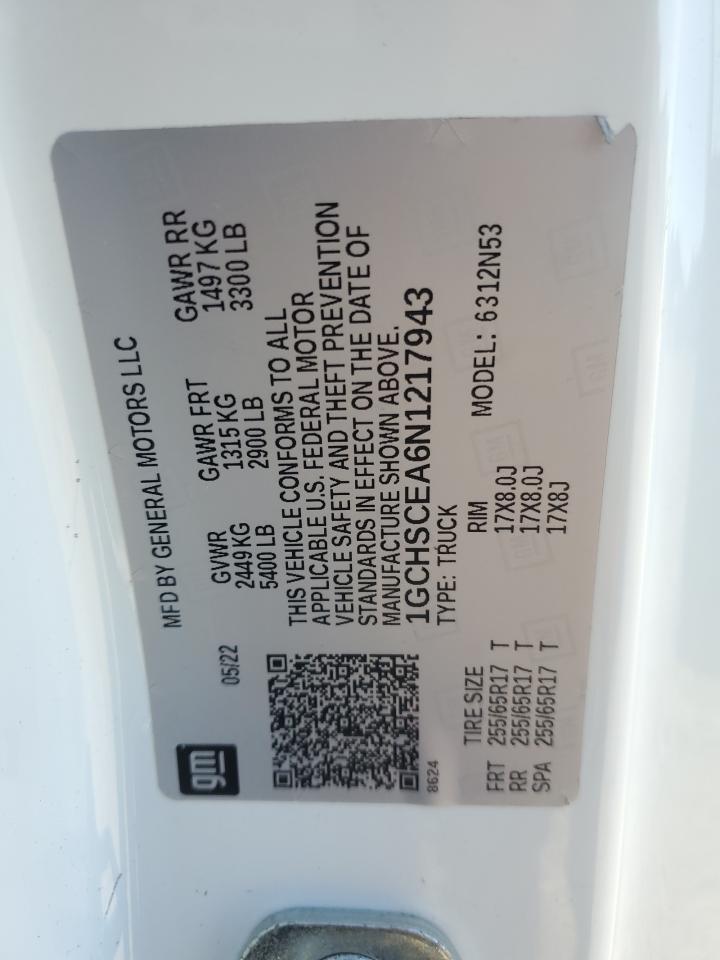 gm
MFD BY GENERAL MOTORS LLC
05/22
GVWR GAWR FRT GAWR RR
2449 KG 1315 KG 1497 KG
5400 LB 2900 LB 3300 LB
THIS VEHICLE CONFORMS TO ALL
APPLICABLE U.S. FEDERAL MOTOR
VEHICLE SAFETY AND THEFT PREVENTION
STANDARDS IN EFFECT ON THE DATE OF
MANUFACTURE SHOWN ABOVE.
1GCHSCEA6N1217943
8624
TYPE: TRUCK
TIRE SIZE RIM MODEL: 6312N53
FRT 255/65R17 T 17X8.0J
RR 255/65R17 T 17X8.0J
SPA 255/65R17 T 17X8J